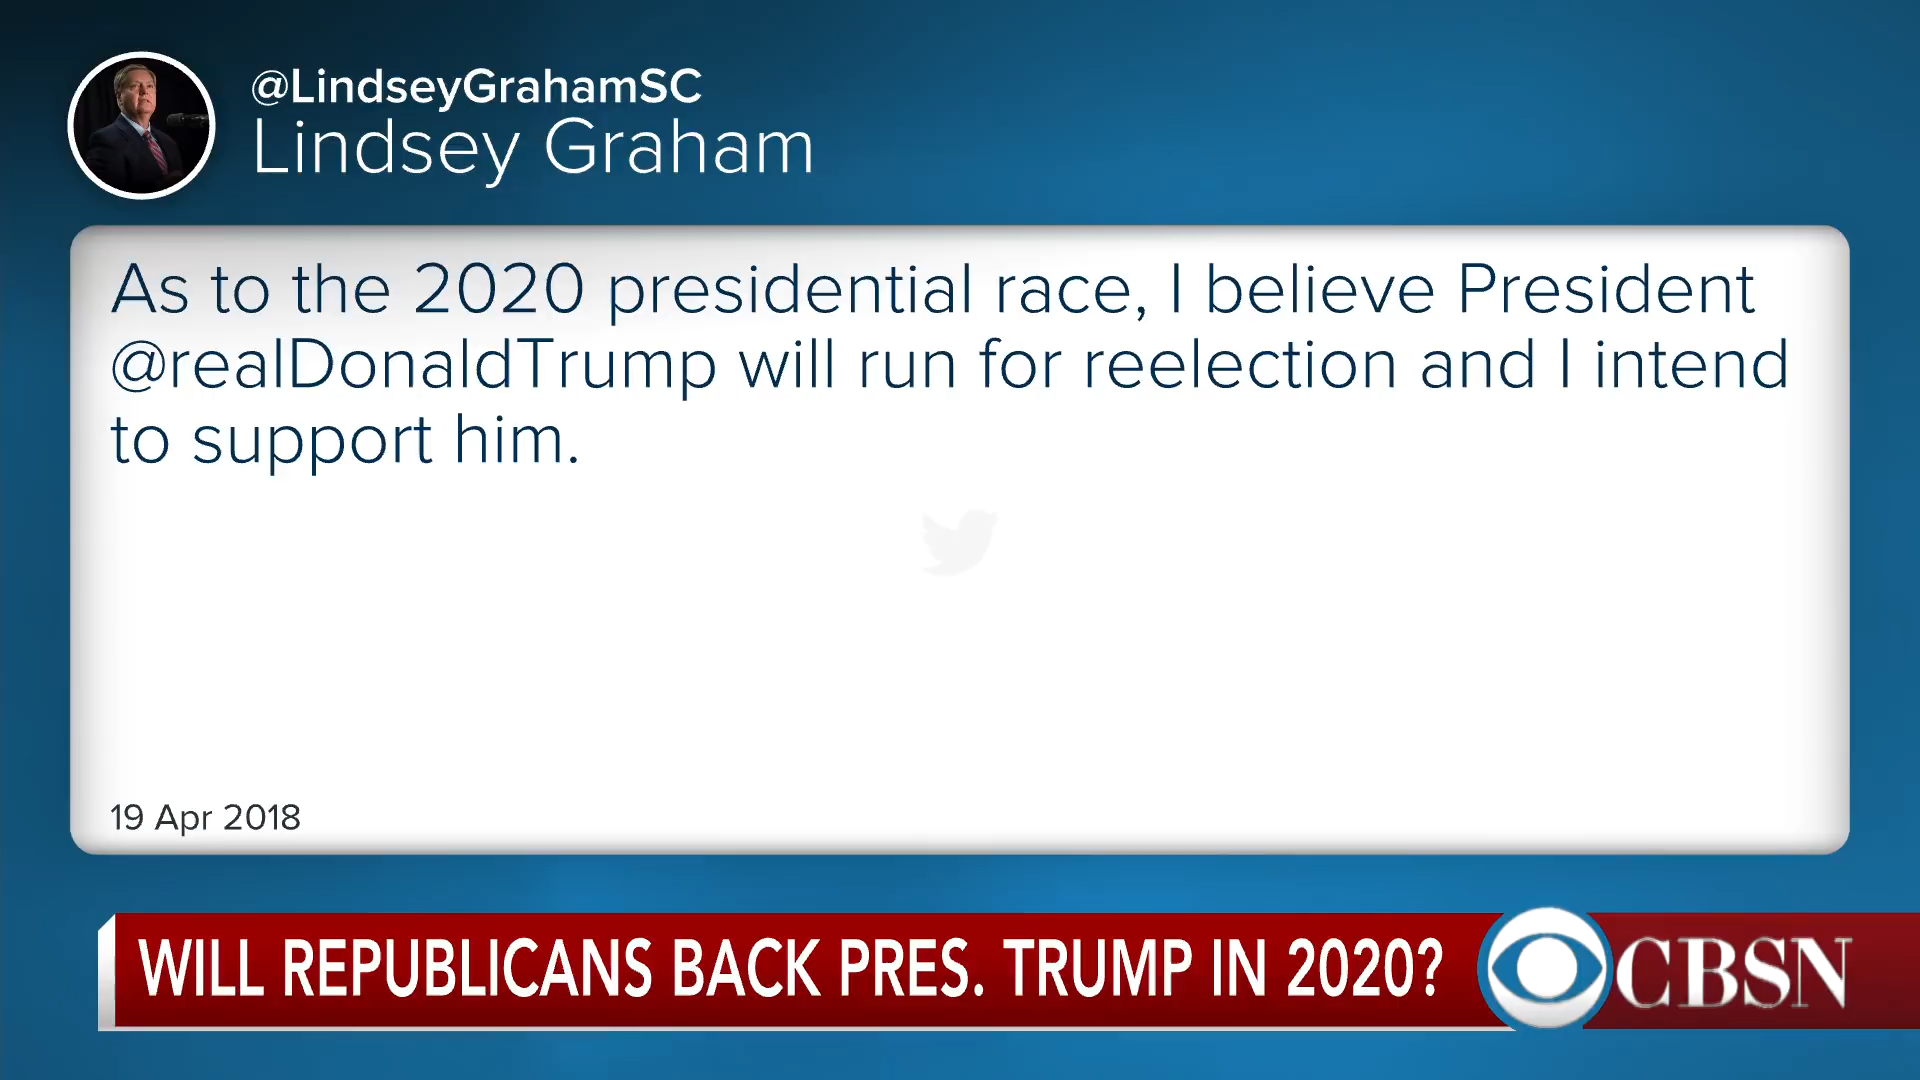 @LindseyGrahamSC
Lindsey Graham
As to the 2020 presidential race, I believe President
@realDonaldTrump will run for reelection and I intend
to support him.
19 Apr 2018
WILL REPUBLICANS BACK PRES. TRUMP IN 2020?
CBSN